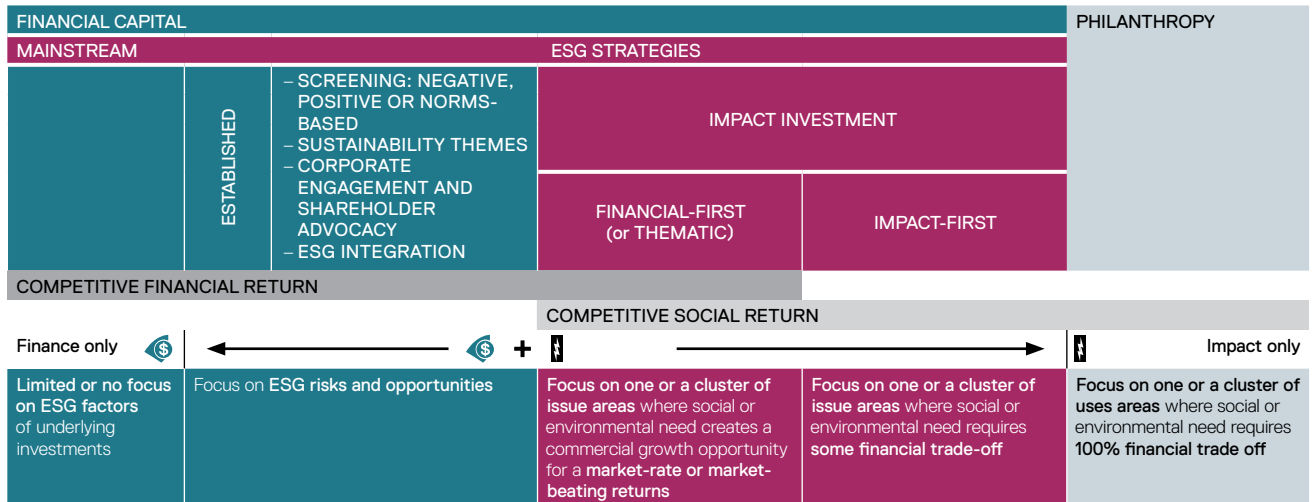 FINANCIAL CAPITAL
PHILANTHROPY
MAINSTREAM
ESG STRATEGIES
ESTABLISHED
– SCREENING: NEGATIVE,
POSITIVE OR NORMS-
BASED
– SUSTAINABILITY THEMES
– CORPORATE
ENGAGEMENT AND
SHAREHOLDER
ADVOCACY
– ESG INTEGRATION
IMPACT INVESTMENT
FINANCIAL-FIRST
(or THEMATIC)
IMPACT-FIRST
COMPETITIVE FINANCIAL RETURN
COMPETITIVE SOCIAL RETURN
Finance only
$
$
+
Impact only
Limited or no focus
on ESG factors
of underlying
investments
Focus on ESG risks and opportunities
Focus on one or a cluster of
issue areas where social or
environmental need creates a
commercial growth opportunity
for a market-rate or market-
beating returns
Focus on one or a cluster of
issue areas where social or
environmental need requires
some financial trade-off
Focus on one or a cluster of
uses areas where social or
environmental need requires
100% financial trade off